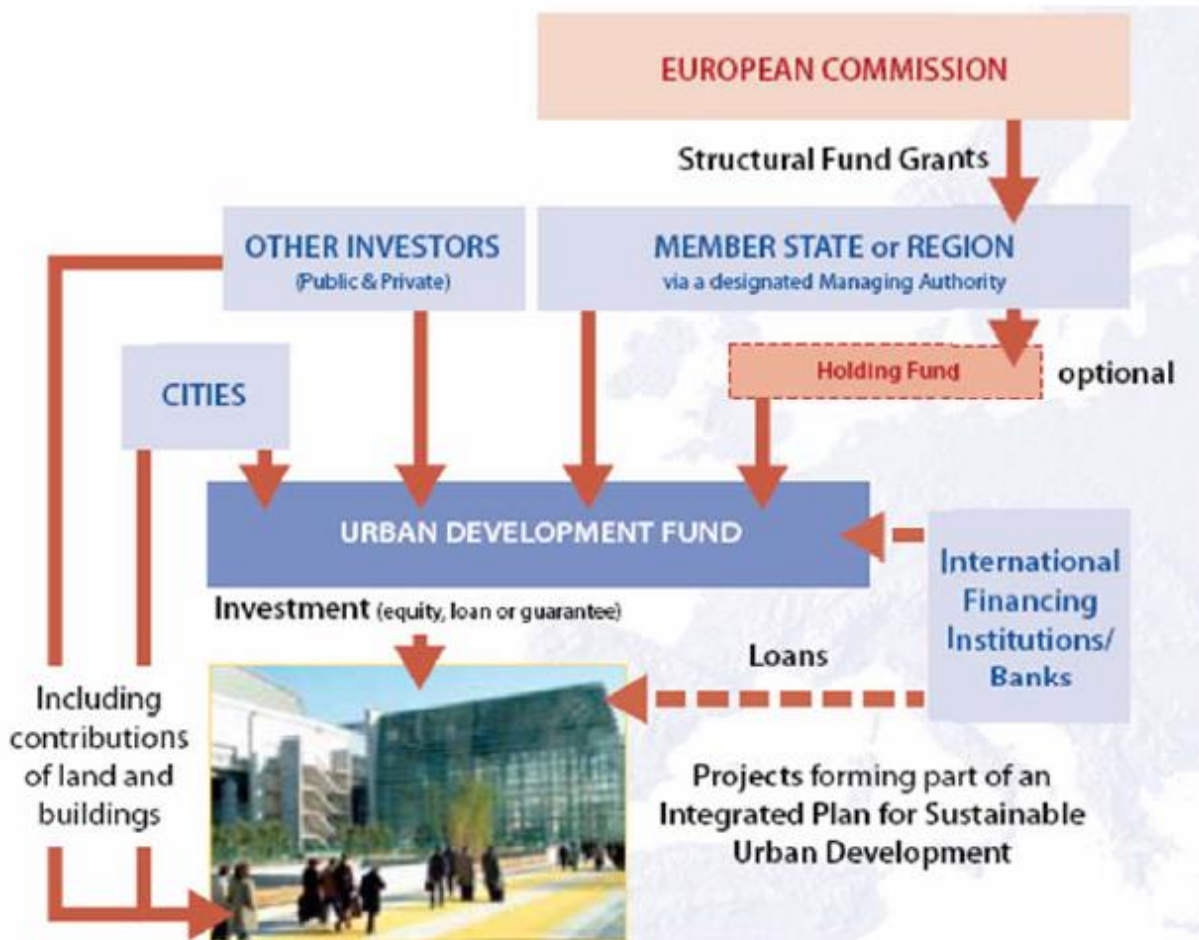 EUROPEAN COMMISSION
Structural Fund Grants
OTHER INVESTORS
(Public & Private)
MEMBER STATE or REGION
via a designated Managing Authority
Holding Fund
optional
CITIES
URBAN DEVELOPMENT FUND
International
Financing
Institutions/
Banks
Investment (equity, loan or guarantee)
Loans
Including
contributions
of land and
buildings
Projects forming part of an
Integrated Plan for Sustainable
Urban Development